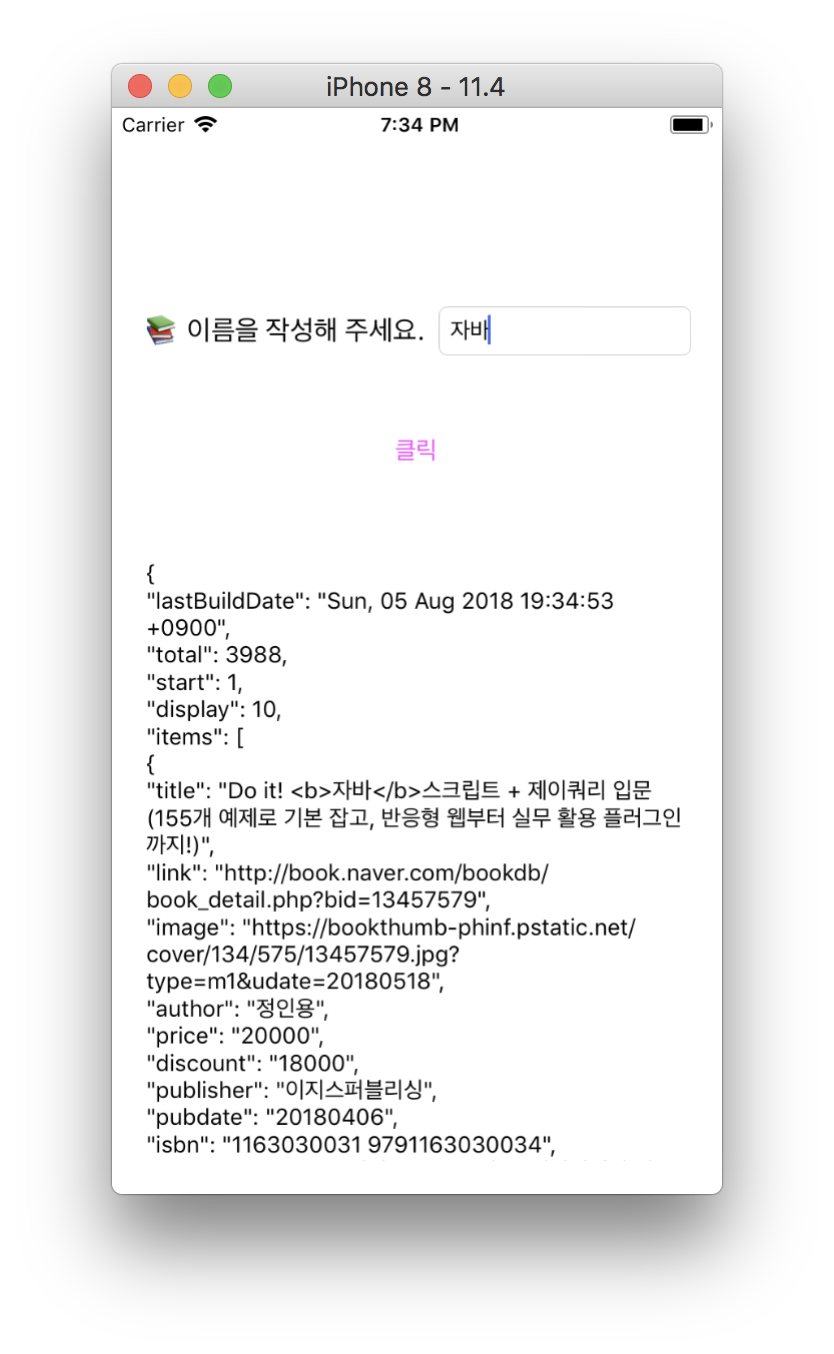 iPhone 8 - 11.4
Carrier 7:34 PM
📚 이름을 작성해 주세요. 자바
클릭
{
"lastBuildDate": "Sun, 05 Aug 2018 19:34:53
+0900",
"total": 3988,
"start": 1,
"display": 10,
"items": [
{
"title": "Do it! <b>자바</b>스크립트 + 제이쿼리 입문
(155개 예제로 기본 잡고, 반응형 웹부터 실무 활용 플러그인
까지!)",
"link": "http://book.naver.com/bookdb/
book_detail.php?bid=13457579",
"image": "https://bookthumb-phinf.pstatic.net/
cover/134/575/13457579.jpg?
type=m1&udate=20180518",
"author": "정인용",
"price": "20000",
"discount": "18000",
"publisher": "이지스퍼블리싱",
"pubdate": "20180406",
"isbn": "1163030031 9791163030034",